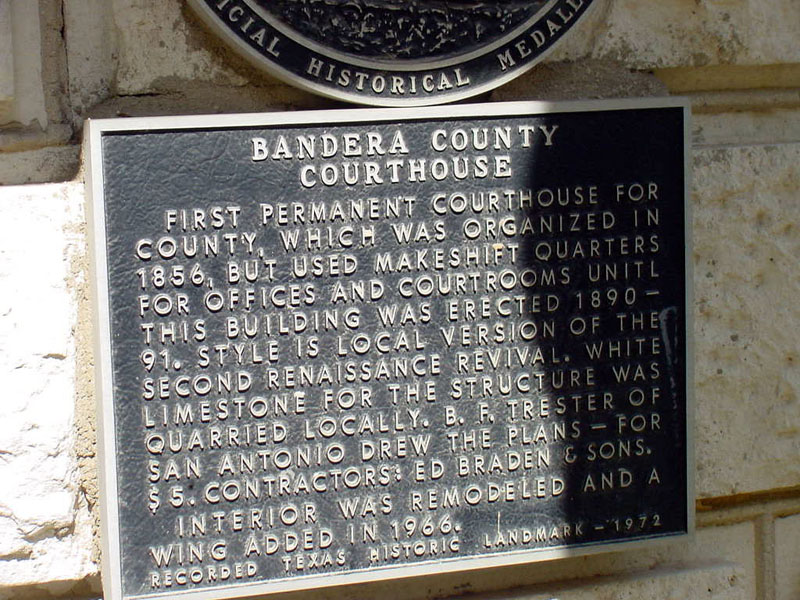 ICIAL HISTORICAL MEDALL
BANDERA COUNTY
COURTHOUSE
FIRST PERMANENT COURTHOUSE FOR
COUNTY, WHICH WAS ORGANIZED IN
1856, BUT USED MAKESHIFT QUARTERS
FOR OFFICES AND COURTROOMS UNITL
THIS BUILDING WAS ERECTED 1890-
91. STYLE IS LOCAL VERSION OF THE
SECOND RENAISSANCE REVIVAL. WHITE
LIMESTONE FOR THE STRUCTURE WAS
QUARRIED LOCALLY. B. F. TRESTER OF
SAN ANTONIO DREW THE PLANS — FOR
$5. CONTRACTORS: ED BRADEN & SONS.
INTERIOR WAS REMODELED AND A
WING ADDED IN 1966.
RECORDED TEXAS HISTORIC LANDMARK - 1972